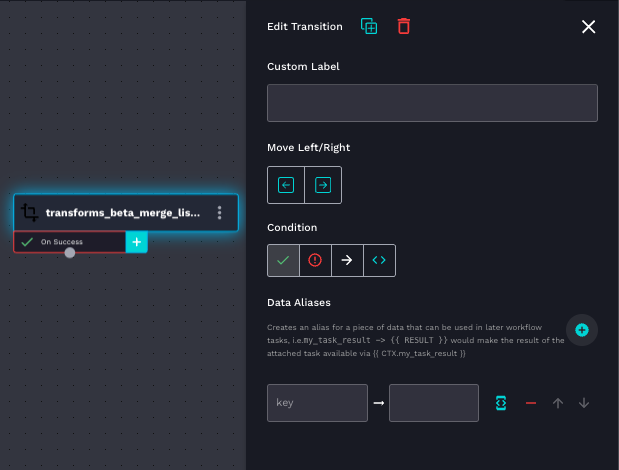 Edit Transition
Custom Label
Move Left/Right
transforms_beta_merge_lis...
On Success
Condition
Data Aliases
Creates an alias for a piece of data that can be used in later workflow
tasks, i.e.my_task_result ~> {{ RESULT }} would make the result of the
attached task available via {{ CTX.my_task_result }}
key